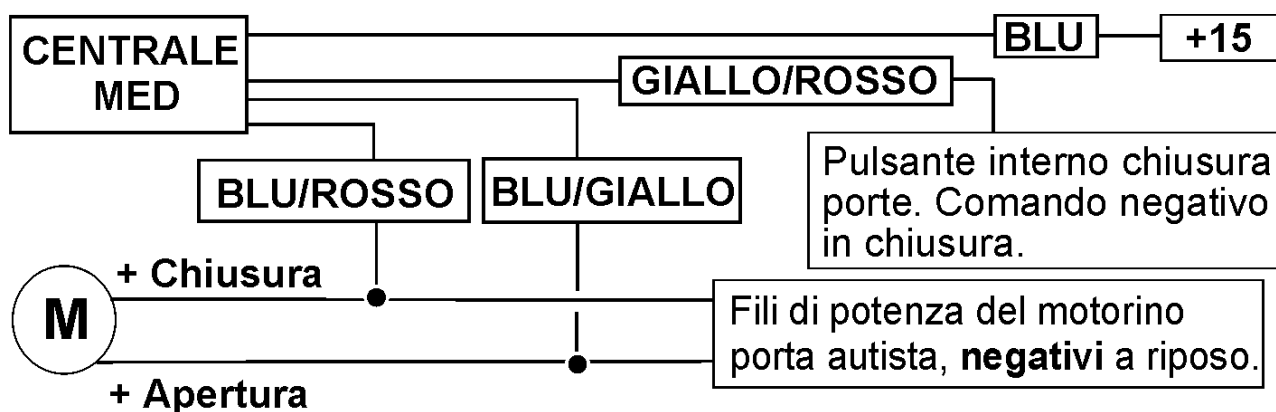 CENTRALE
MED
BLU
+15
GIALLO/ROSSO
Pulsante interno chiusura
porte. Comando negativo
in chiusura.
BLU/ROSSO
BLU/GIALLO
+ Chiusura
M
Fili di potenza del motorino
porta autista, negativi a riposo.
+ Apertura